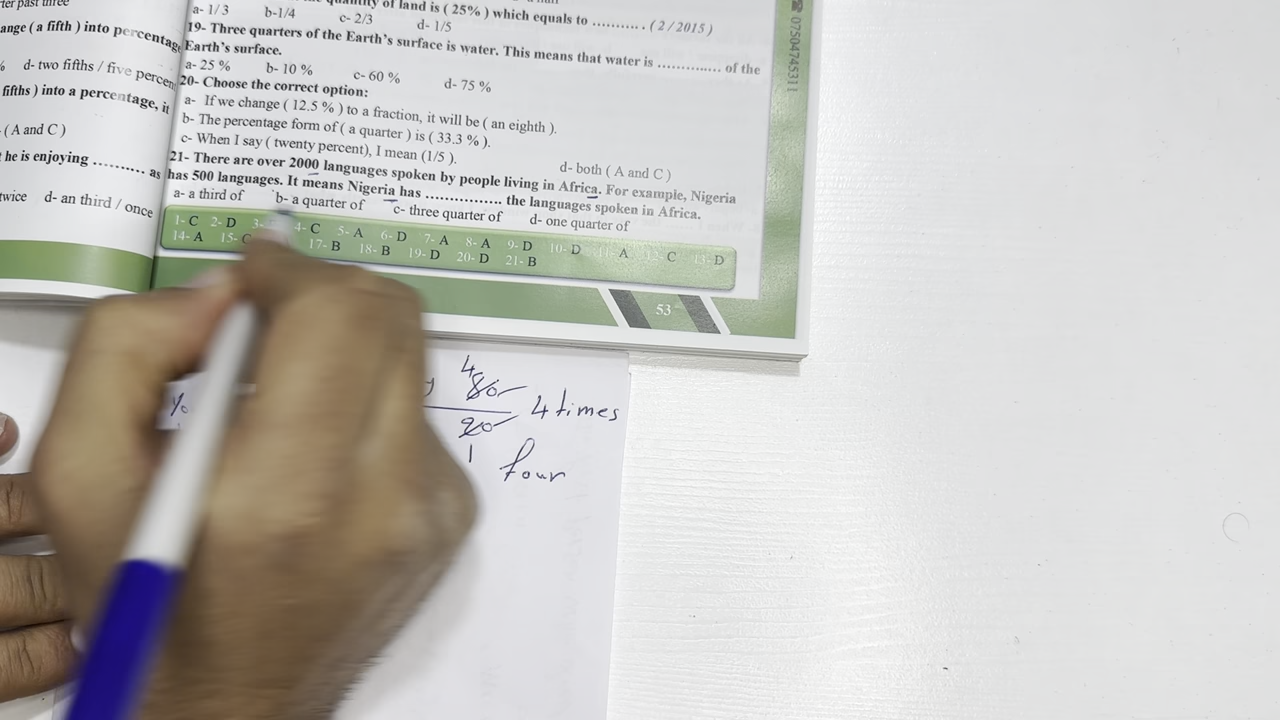 ter past three
ange ( a fifth ) into percentage
d- two fifths / five percen
fifths ) into a percentage, it
( A and C )
he is enjoying ............ as
twice d- an third / once
of land is ( 25% ) which equals to ........... ( 2 / 2015 )
a- 1/3 b-1/4 c- 2/3 d- 1/5
19- Three quarters of the Earth's surface is water. This means that water is .............. of the
Earth's surface.
a- 25 % b- 10 % c- 60 % d- 75 %
20- Choose the correct option:
a- If we change ( 12.5 % ) to a fraction, it will be ( an eighth ).
b- The percentage form of ( a quarter ) is ( 33.3 % ).
c- When I say ( twenty percent), I mean (1/5 ). d- both ( A and C )
21- There are over 2000 languages spoken by people living in Africa. For example, Nigeria
has 500 languages. It means Nigeria has ................. the languages spoken in Africa.
a- a third of b- a quarter of c- three quarter of d- one quarter of
1- C 2- D 3- 4- C 5- A 6- D 7- A 8- A 9- D 10- D 11- A 12- C 13- D
14- A 15- C 17- B 18- B 19- D 20- D 21- B
53
☎ 07504745311
4
80
20
4 times
1
four
%